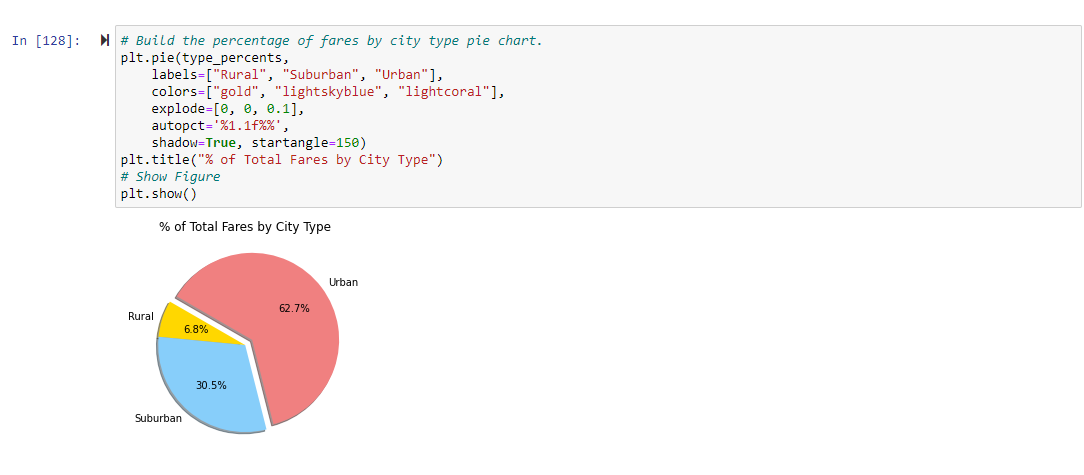 In [128]:
# Build the percentage of fares by city type pie chart.
plt.pie(type_percents,
    labels=["Rural", "Suburban", "Urban"],
    colors=["gold", "lightskyblue", "lightcoral"],
    explode=[0, 0, 0.1],
    autopct='%1.1f%%',
    shadow=True, startangle=150)
plt.title("% of Total Fares by City Type")
# Show Figure
plt.show()
% of Total Fares by City Type
Urban
62.7%
Rural
6.8%
30.5%
Suburban